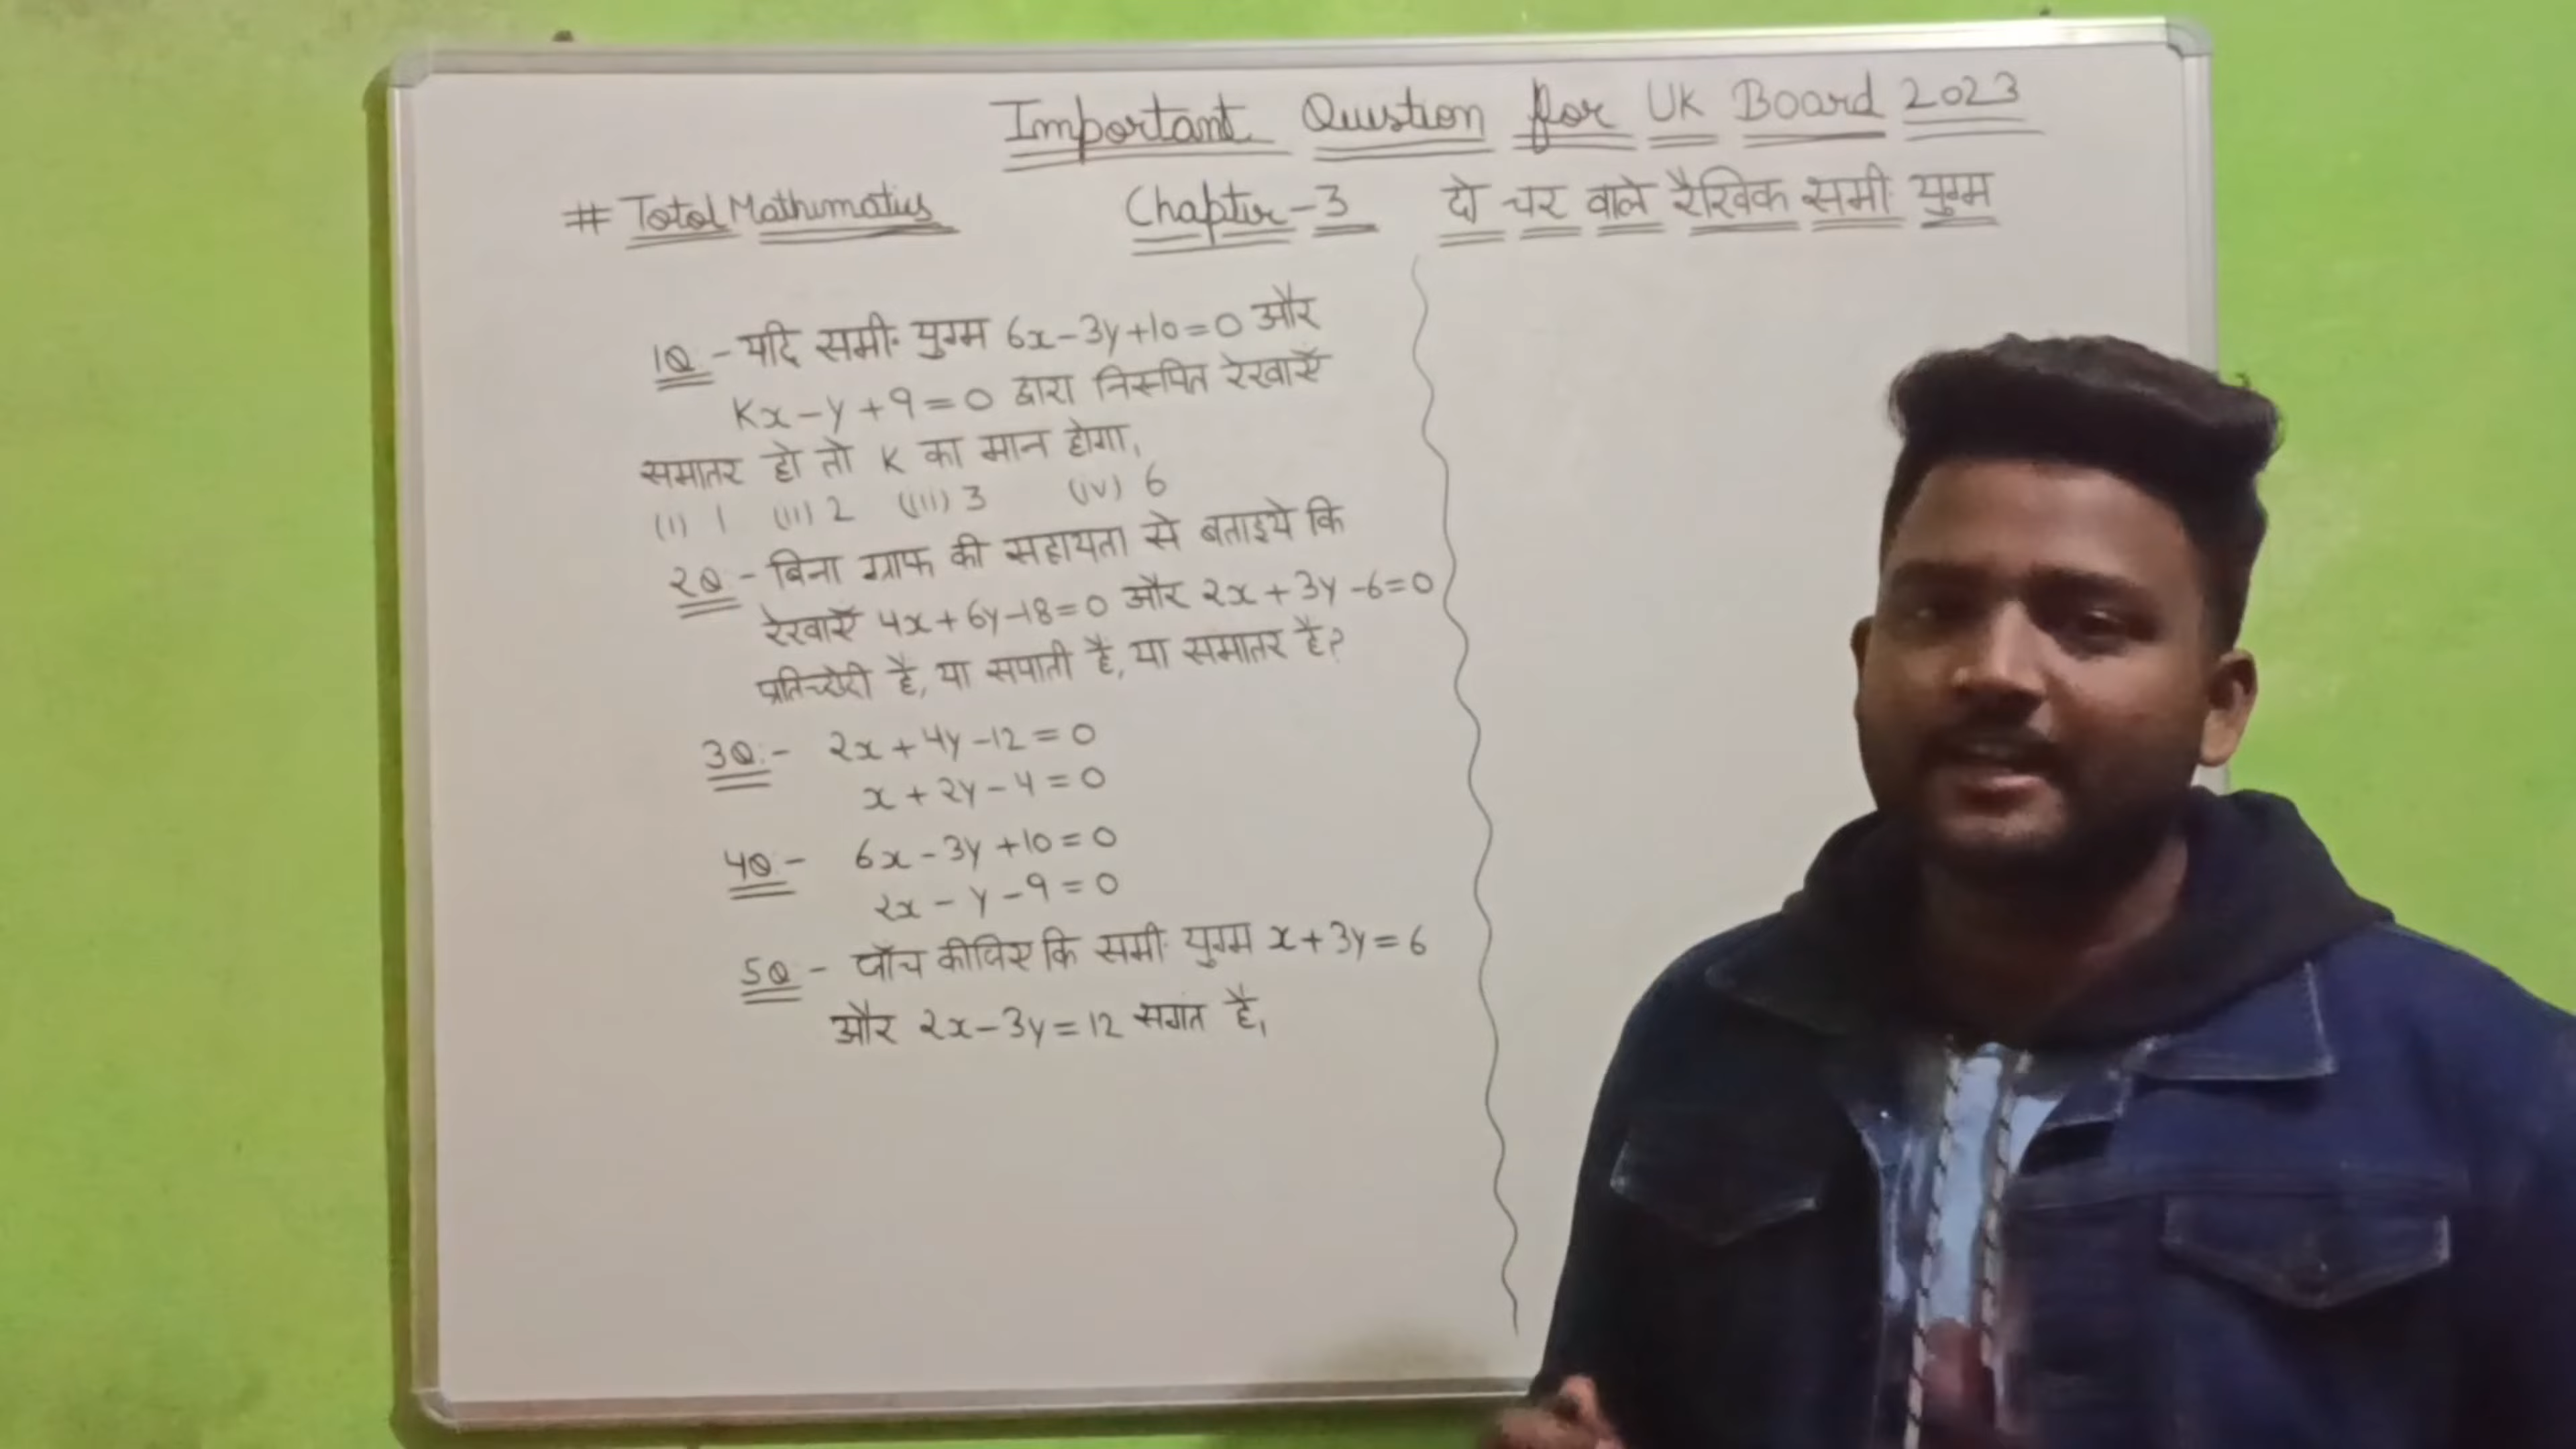 Important Question for UK Board 2023
# Total Mathematics Chapter-3 दो चर वाले रैखिक समी. युग्म
1Q - यदि समी. युग्म 6x-3y+10=0 और
Kx-y+9=0 द्वारा निरूपित रेखाएँ
समातर हो तो K का मान होगा,
(i) 1 (ii) 2 (iii) 3 (iv) 6
2Q - बिना ग्राफ की सहायता से बताइये कि
रेखाएँ 4x+6y-18=0 और 2x+3y-6=0
प्रतिच्छेदी है, या सपाती है, या समातर है?
3Q:- 2x+4y-12=0
x+2y-4=0
4Q- 6x-3y+10=0
2x-y-9=0
5Q - जाँच कीजिए कि समी. युग्म x+3y=6
और 2x-3y=12 सगत है,